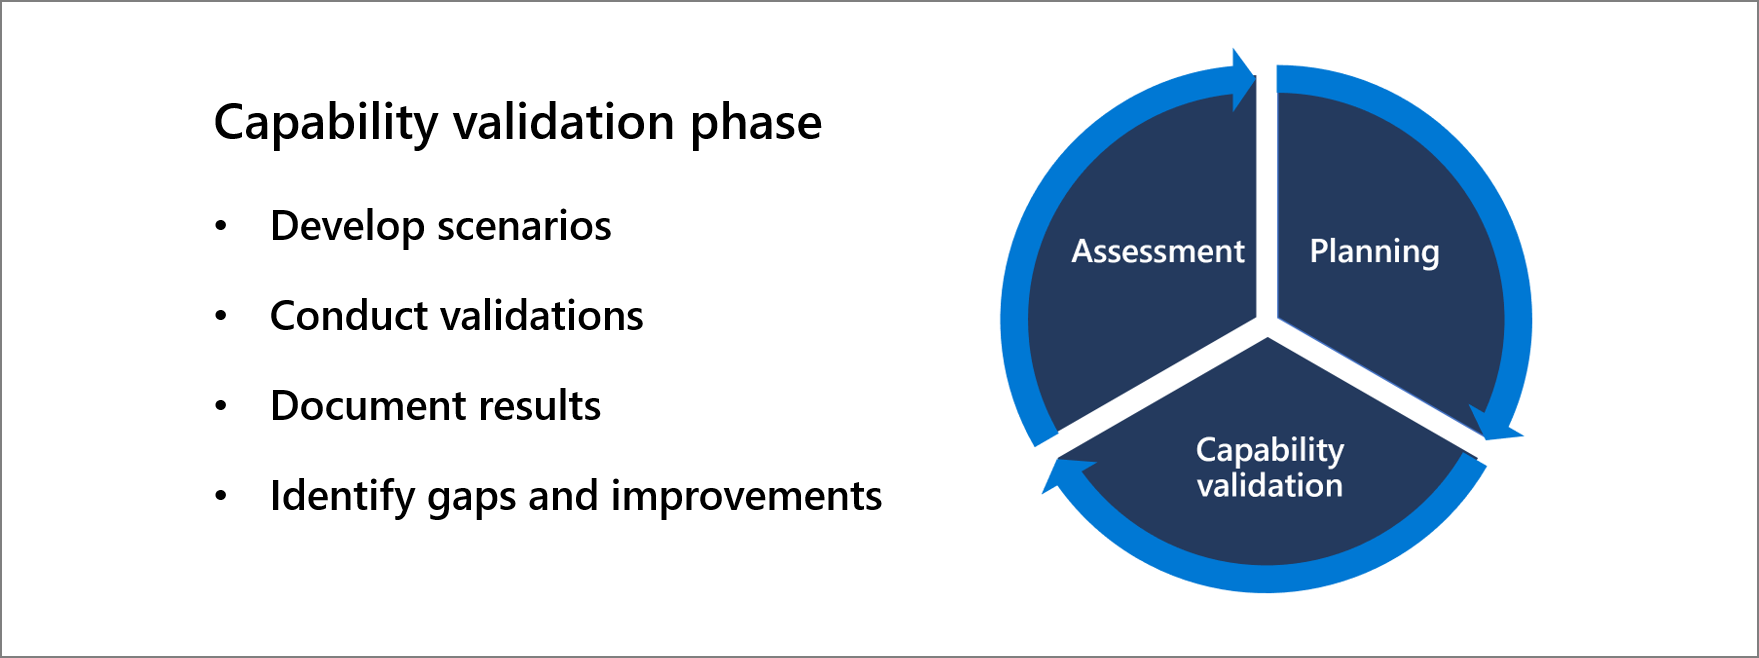 Capability validation phase
• Develop scenarios
• Conduct validations
• Document results
• Identify gaps and improvements
Assessment
Planning
Capability
validation